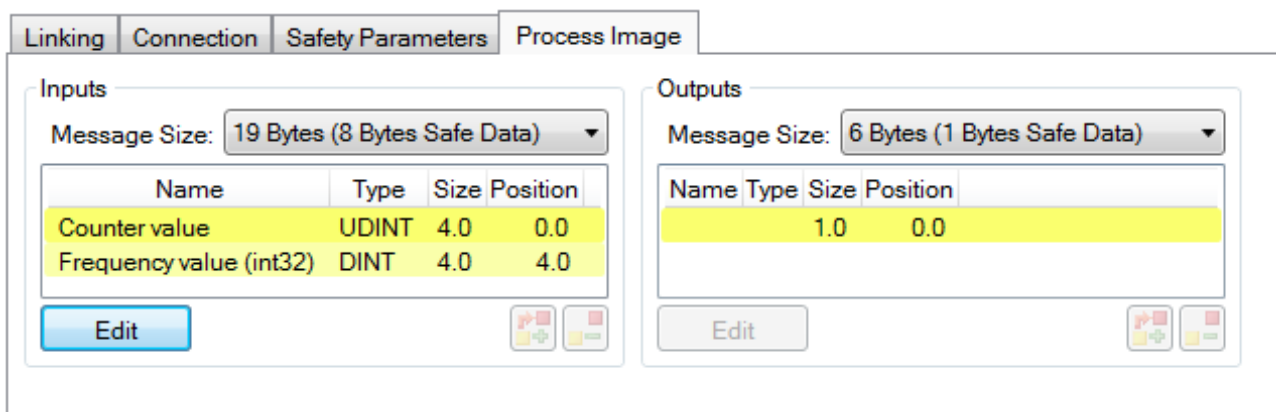 Linking Connection Safety Parameters Process Image
Inputs
Message Size: 19 Bytes (8 Bytes Safe Data)
Name Type Size Position
Counter value UDINT 4.0 0.0
Frequency value (int32) DINT 4.0 4.0
Edit
Outputs
Message Size: 6 Bytes (1 Bytes Safe Data)
Name Type Size Position
1.0 0.0
Edit